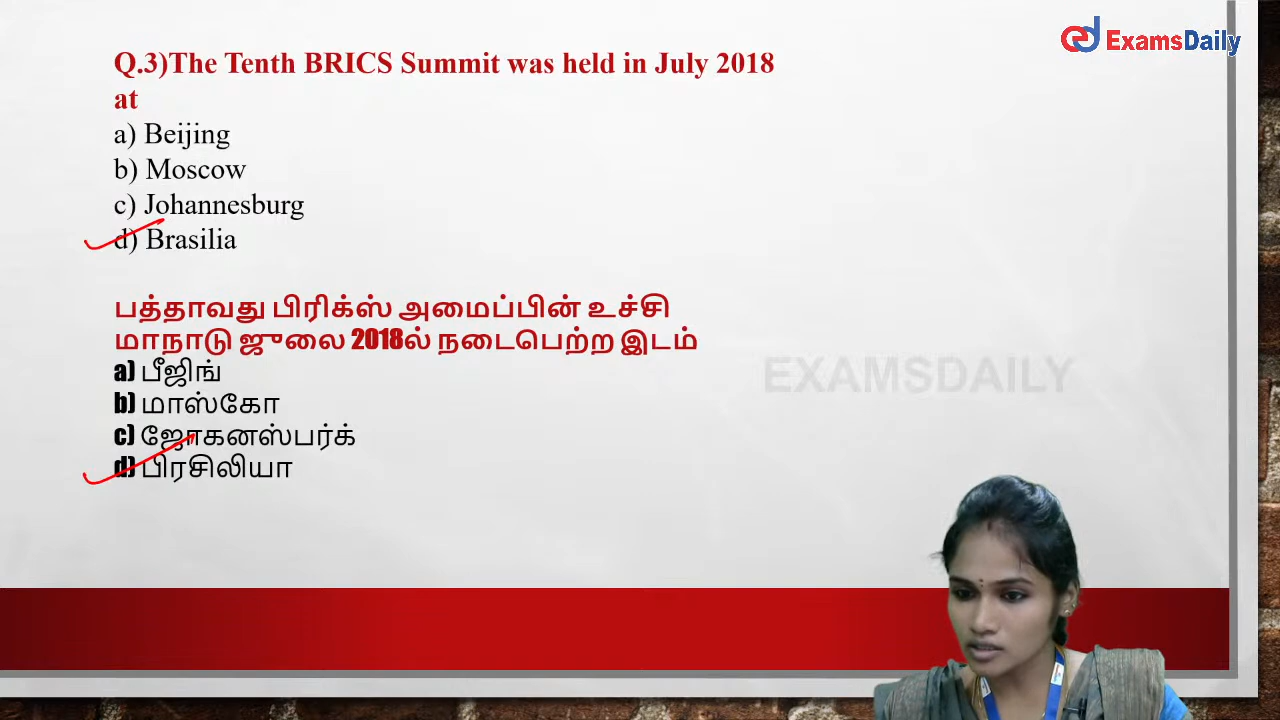 ExamsDaily
Q.3)The Tenth BRICS Summit was held in July 2018
at
a) Beijing
b) Moscow
c) Johannesburg
d) Brasilia
பத்தாவது பிரிக்ஸ் அமைப்பின் உச்சி
மாநாடு ஜுலை 2018ல் நடைபெற்ற இடம்
a) பீஜிங்
b) மாஸ்கோ
c) ஜோகனஸ்பர்க்
d) பிரசிலியா
EXAMSDAILY